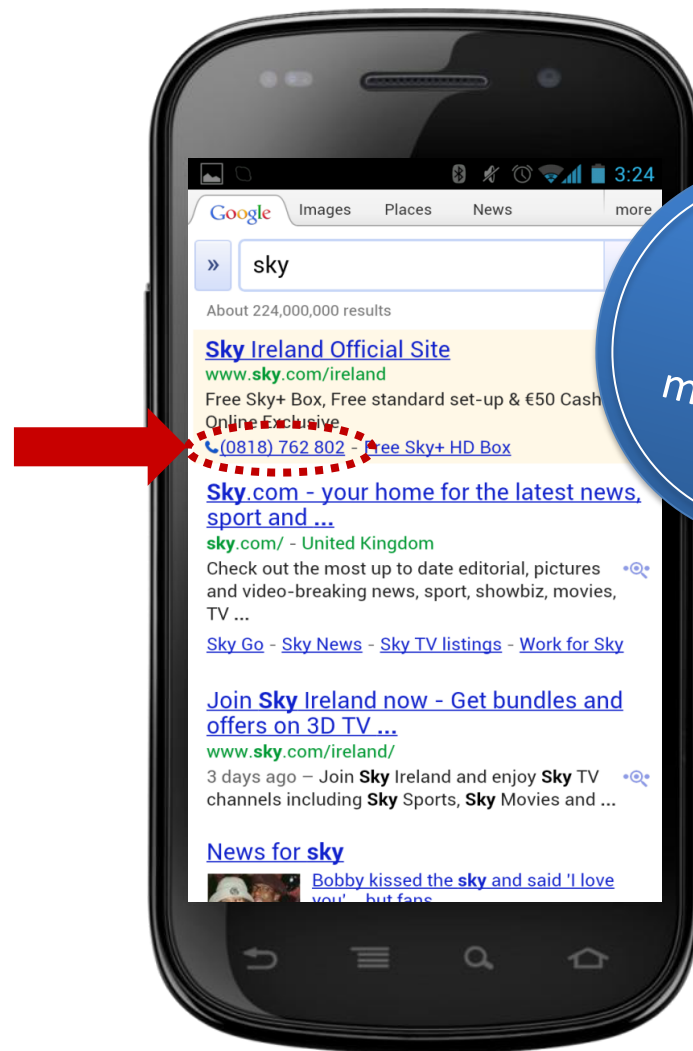 3:24
Google Images Places News more
» sky
About 224,000,000 results
Sky Ireland Official Site
www.sky.com/ireland
Free Sky+ Box, Free standard set-up & €50 Cash
Online Exclusive
(0818) 762 802 - Free Sky+ HD Box
Sky.com - your home for the latest news,
sport and ...
sky.com/ - United Kingdom
Check out the most up to date editorial, pictures
and video-breaking news, sport, showbiz, movies,
TV ...
Sky Go - Sky News - Sky TV listings - Work for Sky
Join Sky Ireland now - Get bundles and
offers on 3D TV ...
www.sky.com/ireland/
3 days ago – Join Sky Ireland and enjoy Sky TV
channels including Sky Sports, Sky Movies and ...
News for sky
Bobby kissed the sky and said 'I love
you'... but fans